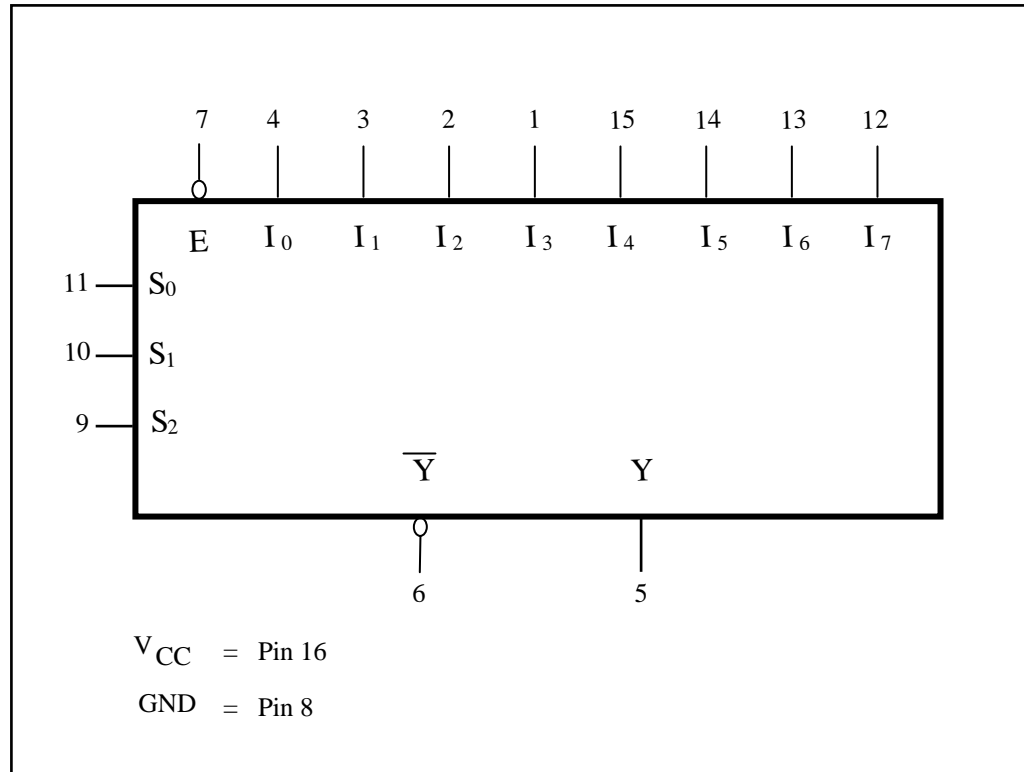 7 4 3 2 1 15 14 13 12
E I0 I1 I2 I3 I4 I5 I6 I7
11 S0
10 S1
9 S2
Y Y
6 5
VCC = Pin 16
GND = Pin 8